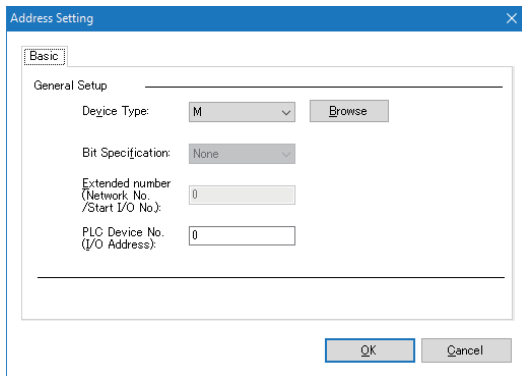 Address Setting
Basic
General Setup
Device Type:
M
Browse
Bit Specification:
None
Extended number
(Network No.
/Start I/O No.):
0
PLC Device No.
(I/O Address):
0
OK
Cancel